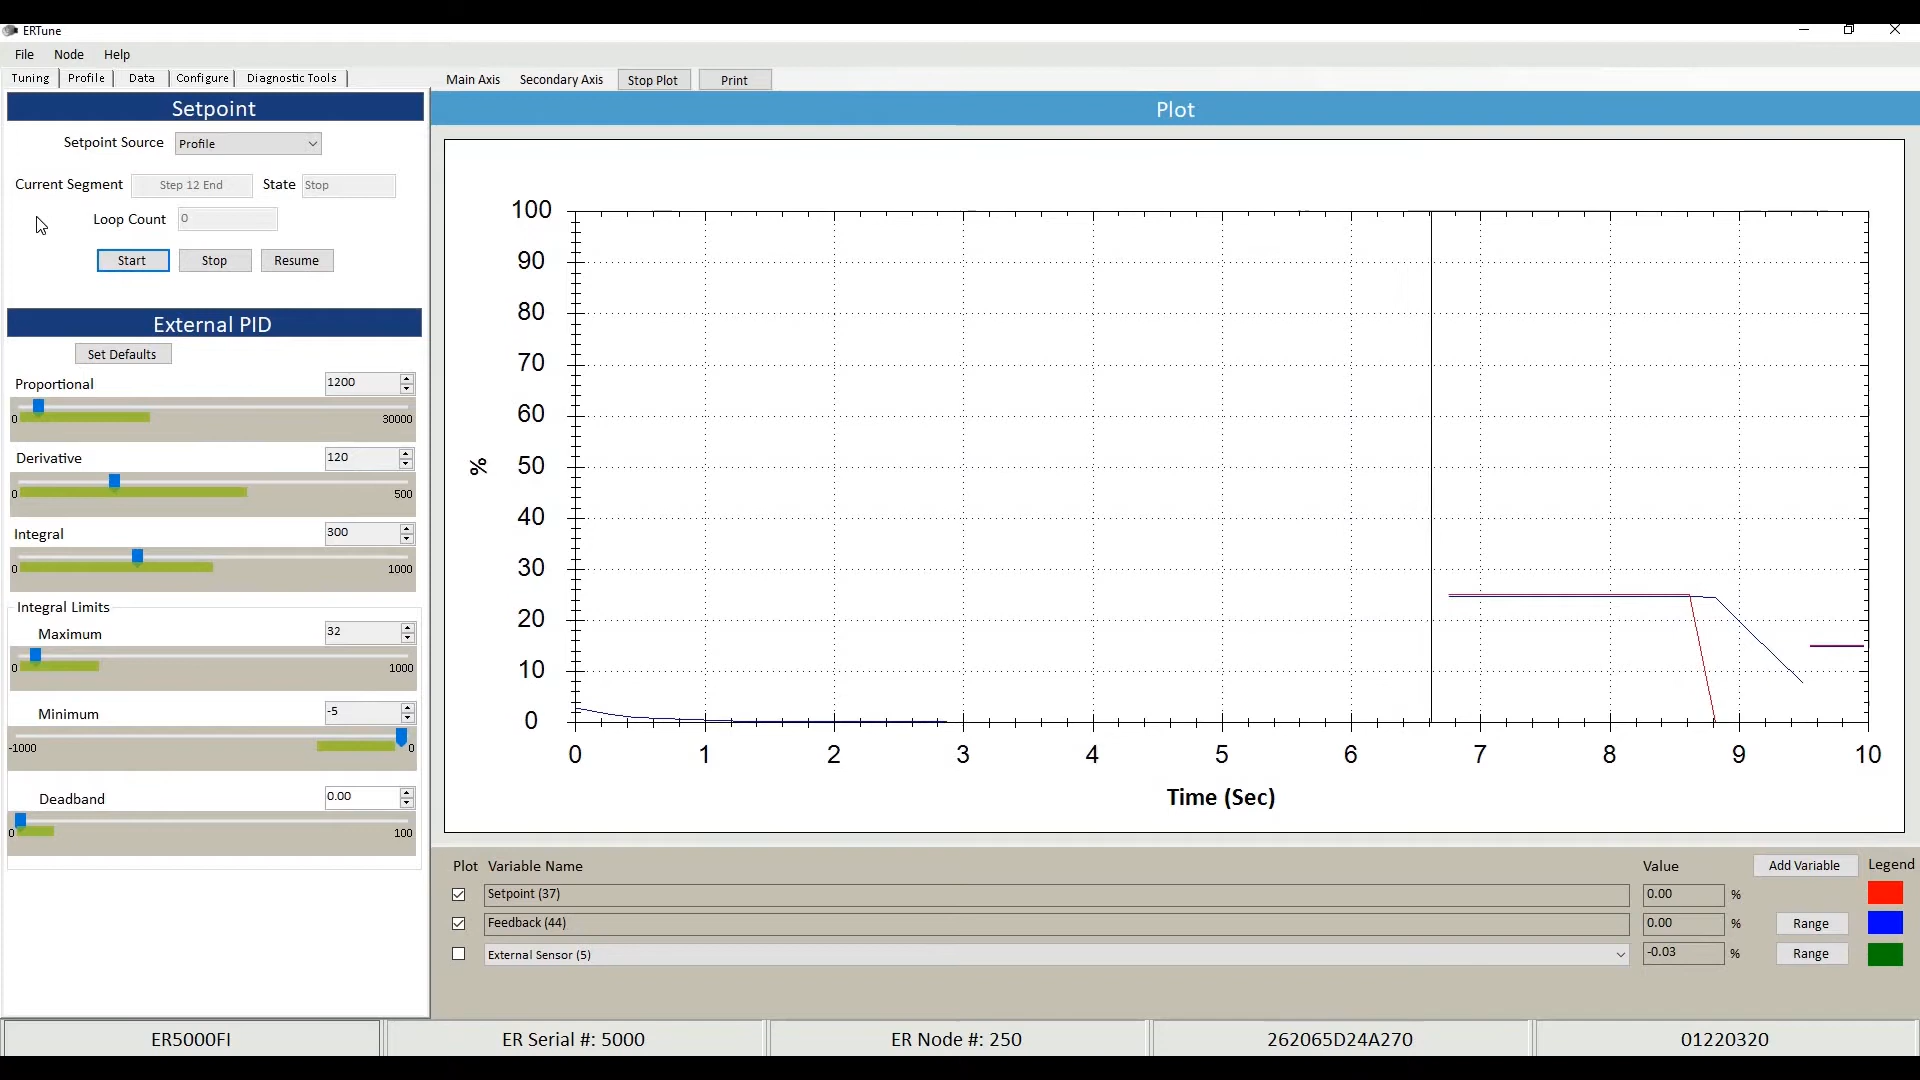 ERTune
File Node Help
Tuning Profile Data Configure Diagnostic Tools
Main Axis Secondary Axis Stop Plot Print
Setpoint
Setpoint Source Profile
Current Segment Step 12 End State Stop
Loop Count 0
Start Stop Resume
External PID
Set Defaults
Proportional 1200
0 30000
Derivative 120
0 500
Integral 300
0 1000
Integral Limits
Maximum 32
0 1000
Minimum -5
-1000 0
Deadband 0.00
0 100
Plot
100
90
80
70
60
50
40
30
20
10
0
%
0 1 2 3 4 5 6 7 8 9 10
Time (Sec)
Plot Variable Name Value Add Variable Legend
Setpoint (37) 0.00 %
Feedback (44) 0.00 % Range
External Sensor (5) -0.03 % Range
ER5000FI ER Serial #: 5000 ER Node #: 250 262065D24A270 01220320